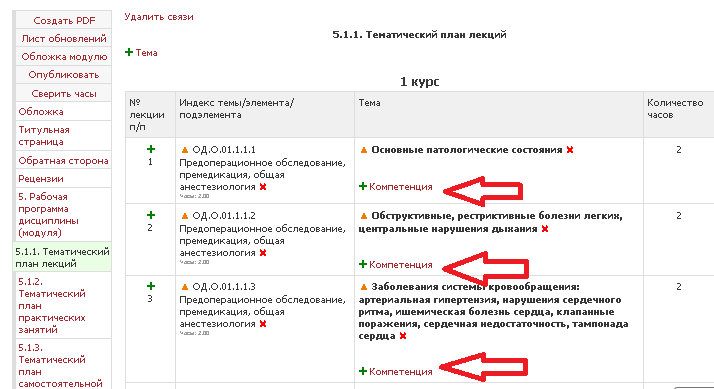 Создать PDF
Лист обновлений
Обложка модулю
Опубликовать
Сверить часы
Обложка
Титульная
страница
Обратная сторона
Рецензии
5. Рабочая
программа
дисциплины
(модуля)
5.1.1. Тематический
план лекций
5.1.2.
Тематический
план
практических
занятий
5.1.3.
Тематический
план
самостоятельной
Удалить связи
5.1.1. Тематический план лекций
Тема
1 курс
№
лекции
п/п
Индекс темы/элемента/
подэлемента
Тема
Количество
часов
1
ОД.О.01.1.1.1
Предоперационное обследование,
премедикация, общая
анестезиология
Часы: 2.00
Основные патологические состояния
Компетенция
2
2
ОД.О.01.1.1.2
Предоперационное обследование,
премедикация, общая
анестезиология
Часы: 2.00
Обструктивные, рестриктивные болезни легких,
центральные нарушения дыхания
Компетенция
2
3
ОД.О.01.1.1.3
Предоперационное обследование,
премедикация, общая
анестезиология
Часы: 2.00
Заболевания системы кровообращения:
артериальная гипертензия, нарушения сердечного
ритма, ишемическая болезнь сердца, клапанные
поражения, сердечная недостаточность, тампонада
сердца
Компетенция
2